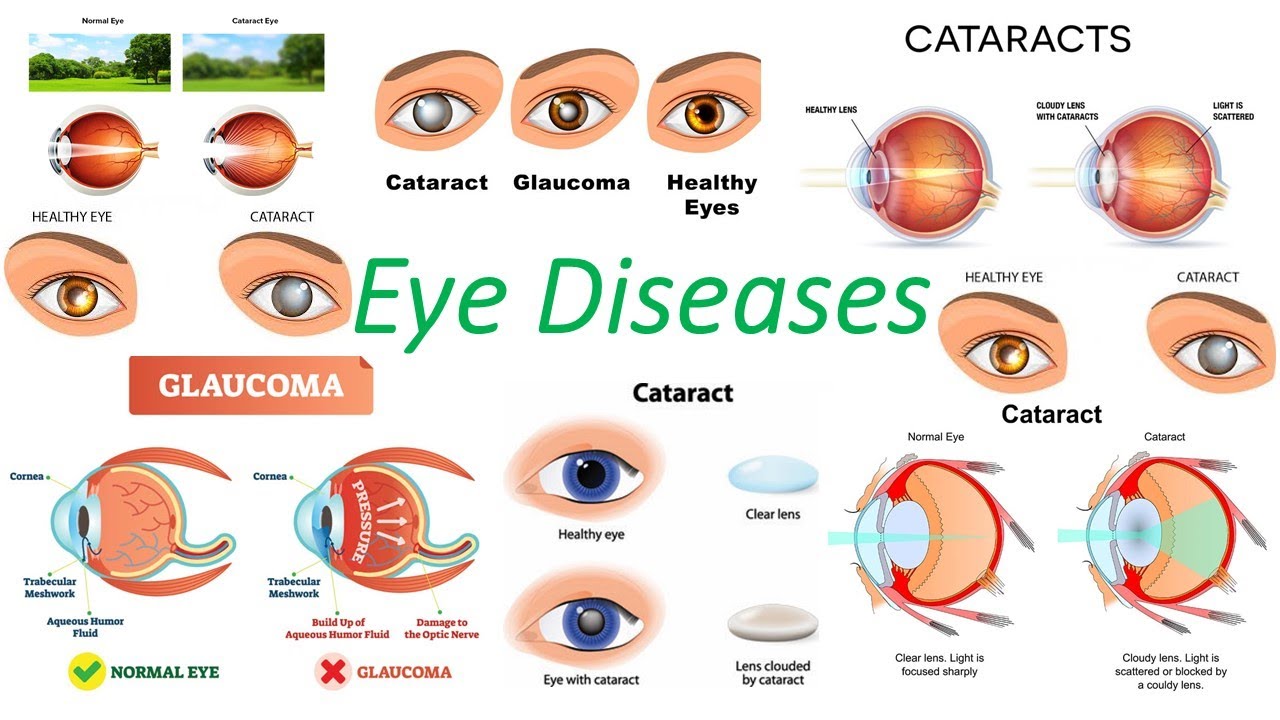 Normal Eye
Cataract Eye
HEALTHY EYE
CATARACT
Cataract
Glaucoma
Healthy
Eyes
CATARACTS
HEALTHY LENS
CLOUDY LENS
WITH CATARACTS
LIGHT IS
SCATTERED
Eye Diseases
HEALTHY EYE
CATARACT
GLAUCOMA
Cornea
Trabecular
Meshwork
Aqueous Humor
Fluid
NORMAL EYE
Cornea
PRESSURE
Trabecular
Meshwork
Build Up of
Aqueous Humor Fluid
Damage to
the Optic Nerve
GLAUCOMA
Cataract
Healthy eye
Clear lens
Eye with cataract
Lens clouded
by cataract
Cataract
Normal Eye
Cataract
Clear lens. Light is
focused sharply
Cloudy lens. Light is
scattered or blocked by
a couldy lens.